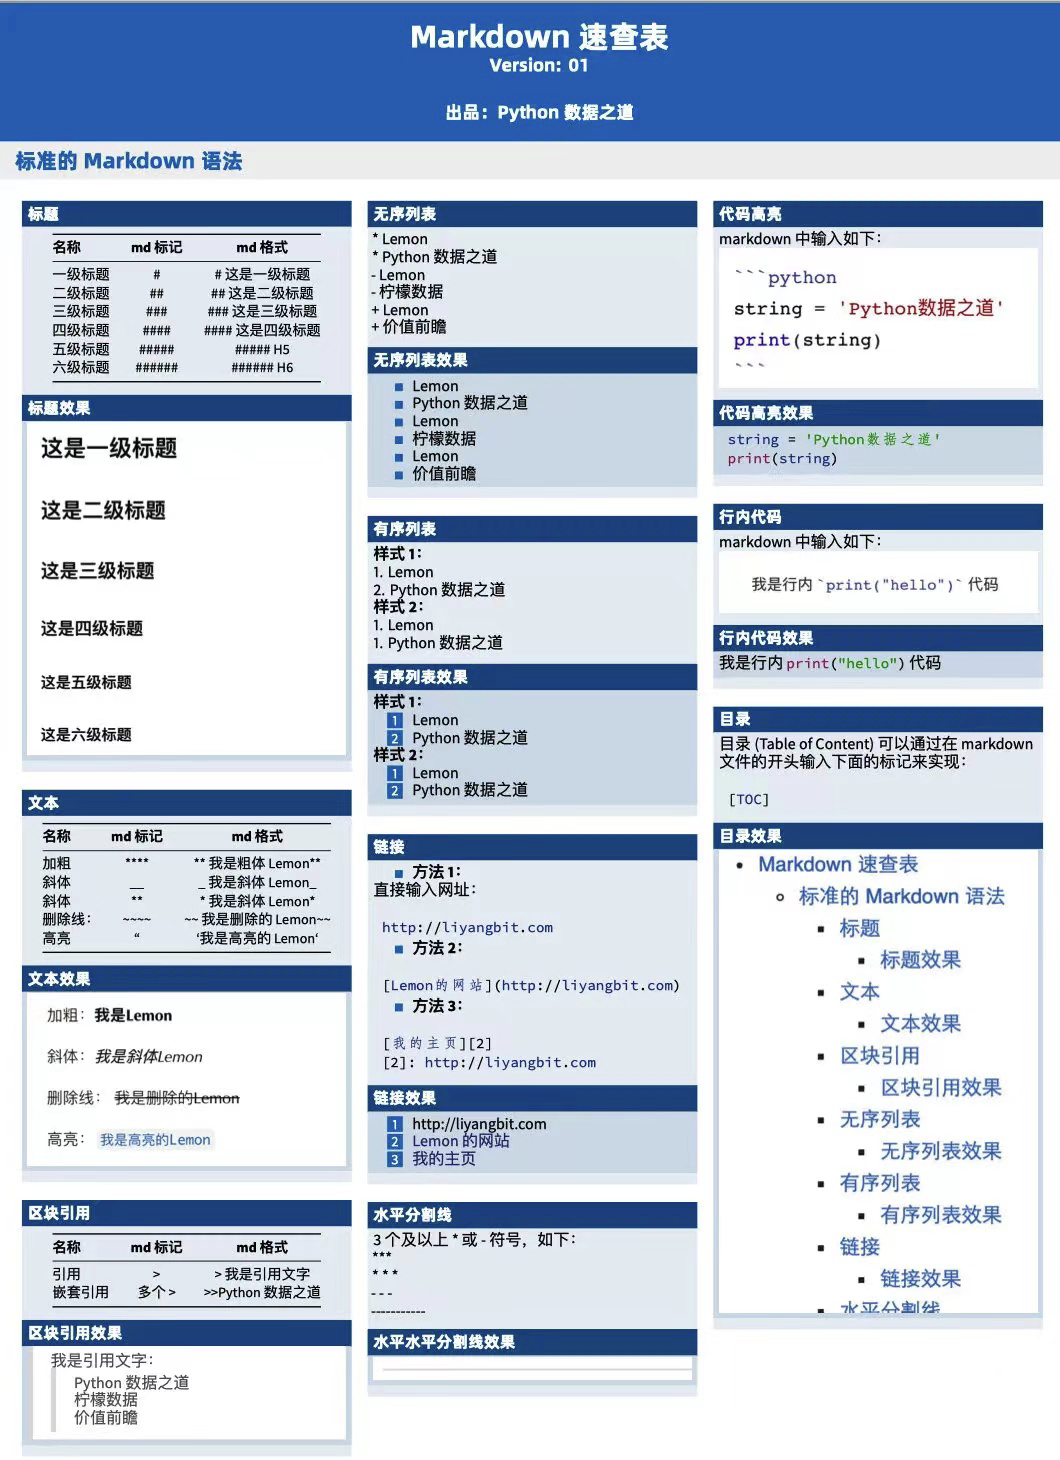 Markdown 速查表
Version: 01
出品：Python 数据之道
标准的 Markdown 语法
标题
名称 md 标记 md 格式
一级标题 # # 这是一级标题
二级标题 ## ## 这是二级标题
三级标题 ### ### 这是三级标题
四级标题 #### #### 这是四级标题
五级标题 ##### ##### H5
六级标题 ###### ###### H6
标题效果
这是一级标题
这是二级标题
这是三级标题
这是四级标题
这是五级标题
这是六级标题
文本
名称 md 标记 md 格式
加粗 **** ** 我是粗体 Lemon**
斜体 __ _ 我是斜体 Lemon_
斜体 ** * 我是斜体 Lemon*
删除线： ~~~~ ~~ 我是删除的 Lemon~~
高亮 “ ‘我是高亮的 Lemon‘
文本效果
加粗：我是Lemon
斜体：我是斜体Lemon
删除线：我是删除的Lemon
高亮：我是高亮的Lemon
区块引用
名称 md 标记 md 格式
引用 > > 我是引用文字
嵌套引用 多个 > >>Python 数据之道
区块引用效果
我是引用文字：
Python 数据之道
柠檬数据
价值前瞻
无序列表
* Lemon
* Python 数据之道
- Lemon
- 柠檬数据
+ Lemon
+ 价值前瞻
无序列表效果
Lemon
Python 数据之道
Lemon
柠檬数据
Lemon
价值前瞻
有序列表
样式 1：
1. Lemon
2. Python 数据之道
样式 2：
1. Lemon
1. Python 数据之道
有序列表效果
样式 1：
1 Lemon
2 Python 数据之道
样式 2：
1 Lemon
2 Python 数据之道
链接
方法 1：
直接输入网址：
http://liyangbit.com
方法 2：
[Lemon的网站](http://liyangbit.com)
方法 3：
[我的主页][2]
[2]: http://liyangbit.com
链接效果
1 http://liyangbit.com
2 Lemon 的网站
3 我的主页
水平分割线
3 个及以上 * 或 - 符号，如下：
***
* * *
- - -
-----------
水平水平分割线效果
代码高亮
markdown 中输入如下：
```python
string = 'Python数据之道'
print(string)
```
代码高亮效果
string = 'Python数据之道'
print(string)
行内代码
markdown 中输入如下：
我是行内 `print("hello")` 代码
行内代码效果
我是行内 print("hello") 代码
目录
目录 (Table of Content) 可以通过在 markdown
文件的开头输入下面的标记来实现：
[TOC]
目录效果
Markdown 速查表
标准的 Markdown 语法
标题
标题效果
文本
文本效果
区块引用
区块引用效果
无序列表
无序列表效果
有序列表
有序列表效果
链接
链接效果
水平分割线